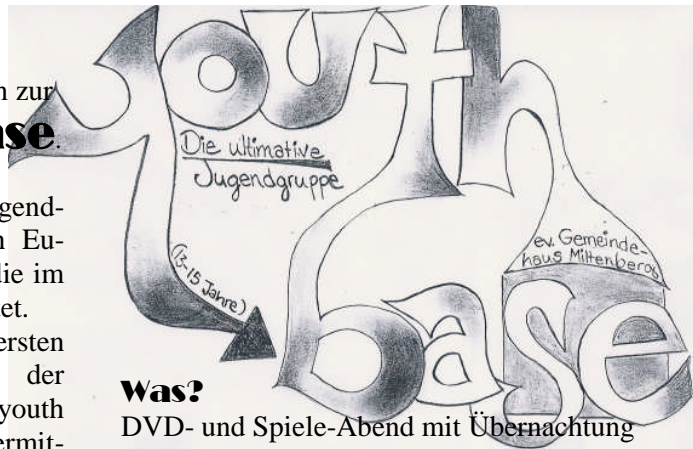 n zur
ase.
gend-
n Eu-
die im
et.
ersten
der
youth
ermit-
youth
Die ultimative
Jugendgruppe
(13-15 Jahre)
ev. Gemeinde-
haus Miltenberg
base
Was?
DVD- und Spiele-Abend mit Übernachtung